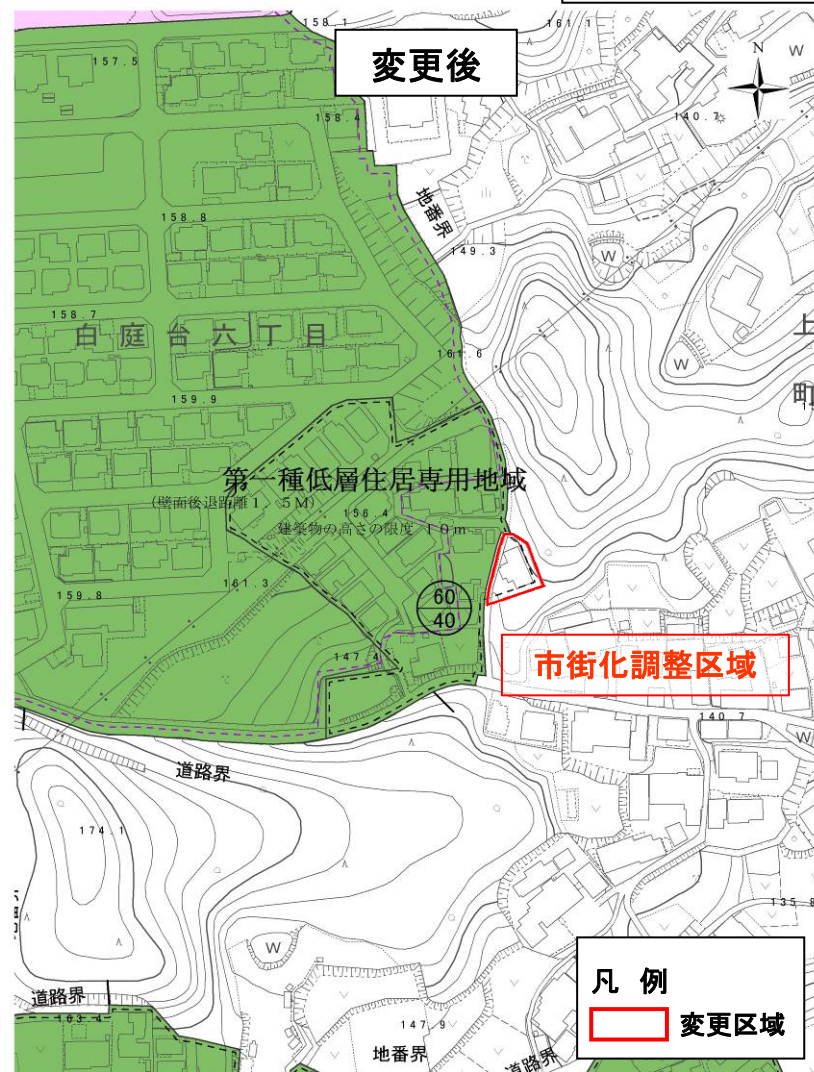 158.1
161.1
変更後
N
157.5
W
158.4
140.7
地番界
158.8
149.3
W
158.7
白庭台六丁目
上
161.6
W
町
159.9
第一種低層住居専用地域
(壁面後退距離1.5M)
156.4
建築物の高さの限度 10m
161.3
159.8
60
40
147.4
市街化調整区域
140.7
W
道路界
174.1
135.8
W
凡 例
道路界
変更区域
163.4
147.9
地番界
道路界